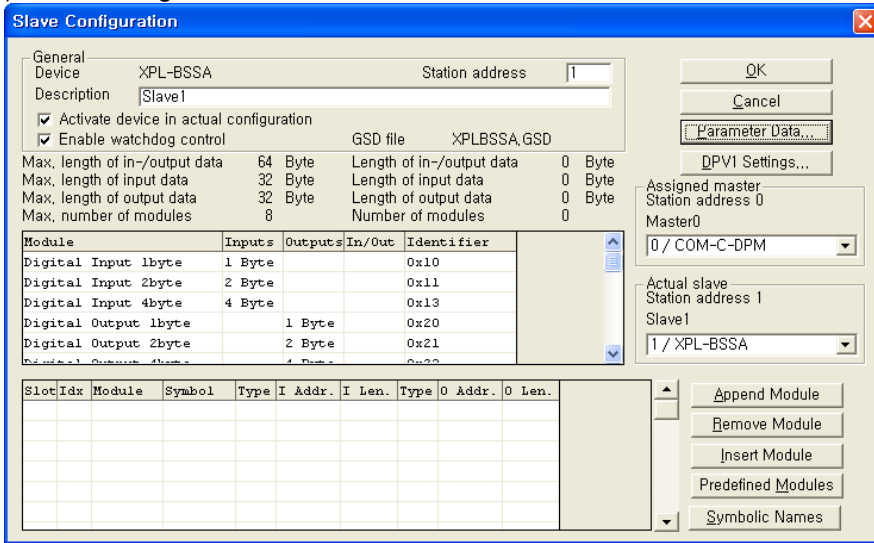 Slave Configuration
General
Device XPL-BSSA Station address 1
Description Slave1
Activate device in actual configuration
Enable watchdog control GSD file XPLBSSA,GSD
Max, length of in-/output data 64 Byte Length of in-/output data 0 Byte
Max, length of input data 32 Byte Length of input data 0 Byte
Max, length of output data 32 Byte Length of output data 0 Byte
Max, number of modules 8 Number of modules 0
Module Inputs Outputs In/Out Identifier
Digital Input 1byte 1 Byte 0x10
Digital Input 2byte 2 Byte 0x11
Digital Input 4byte 4 Byte 0x13
Digital Output 1byte 1 Byte 0x20
Digital Output 2byte 2 Byte 0x21
Slot Idx Module Symbol Type I Addr. I Len. Type O Addr. O Len.
OK
Cancel
Parameter Data,,,
DPV1 Settings,,,
Assigned master
Station address 0
Master0
0 / COM-C-DPM
Actual slave
Station address 1
Slave1
1 / XPL-BSSA
Append Module
Remove Module
Insert Module
Predefined Modules
Symbolic Names